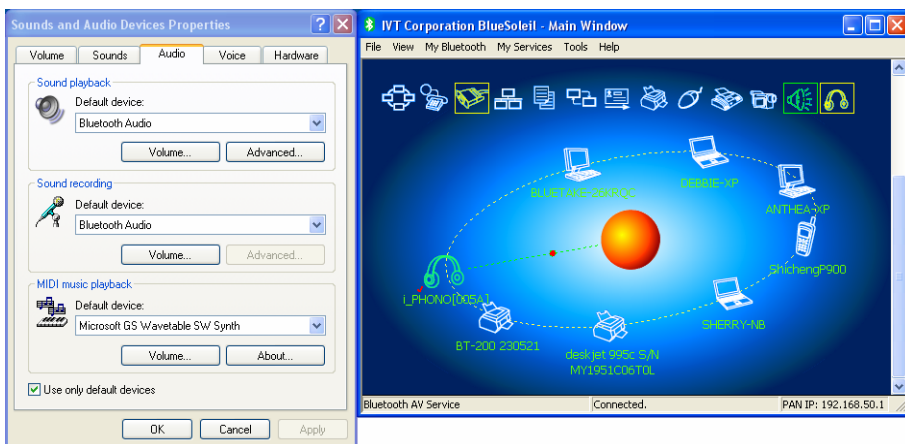 Sounds and Audio Devices Properties
Volume
Sounds
Audio
Voice
Hardware
Sound playback
Default device:
Bluetooth Audio
Volume...
Advanced...
Sound recording
Default device:
Bluetooth Audio
Volume...
Advanced...
MIDI music playback
Default device:
Microsoft GS Wavetable SW Synth
Volume...
About...
Use only default devices
OK
Cancel
Apply
IVT Corporation BlueSoleil - Main Window
File View My Bluetooth My Services Tools Help
DEBBIE-XP
ANTHEA-XP
ShichengP900
i_PHONO[005A]
SHERRY-NB
BT-200 230521
deskjet 995c S/N
MY1951C06T0L
Bluetooth AV Service
Connected.
PAN IP: 192.168.50.1